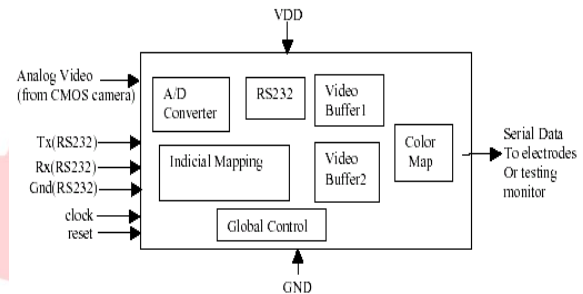 VDD
Analog Video
(from CMOS camera)
Tx(RS232)
Rx(RS232)
Gnd(RS232)
clock
reset
A/D
Converter
RS232
Video
Buffer1
Indicial Mapping
Video
Buffer2
Color
Map
Global Control
Serial Data
To electrodes
Or testing
monitor
GND